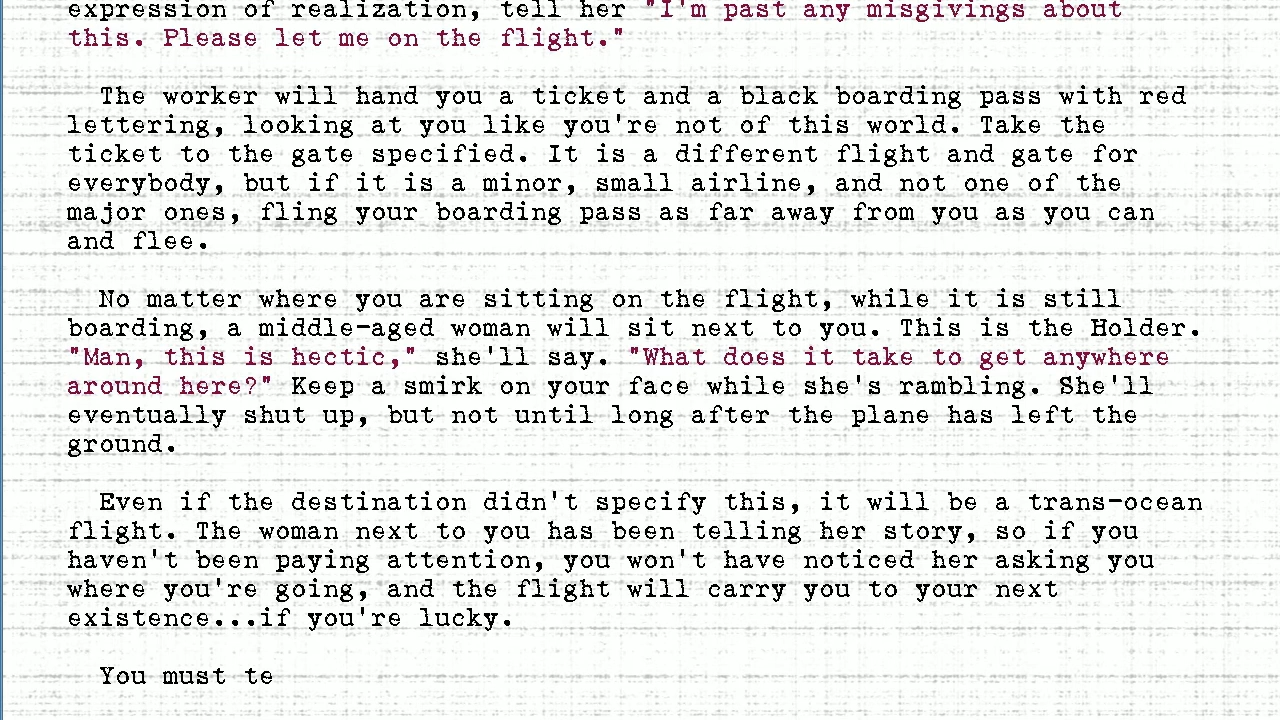 expression of realization, tell her "I'm past any misgivings about
this. Please let me on the flight."
The worker will hand you a ticket and a black boarding pass with red
lettering, looking at you like you're not of this world. Take the
ticket to the gate specified. It is a different flight and gate for
everybody, but if it is a minor, small airline, and not one of the
major ones, fling your boarding pass as far away from you as you can
and flee.
No matter where you are sitting on the flight, while it is still
boarding, a middle-aged woman will sit next to you. This is the Holder.
"Man, this is hectic," she'll say. "What does it take to get anywhere
around here?" Keep a smirk on your face while she's rambling. She'll
eventually shut up, but not until long after the plane has left the
ground.
Even if the destination didn't specify this, it will be a trans-ocean
flight. The woman next to you has been telling her story, so if you
haven't been paying attention, you won't have noticed her asking you
where you're going, and the flight will carry you to your next
existence...if you're lucky.
You must te